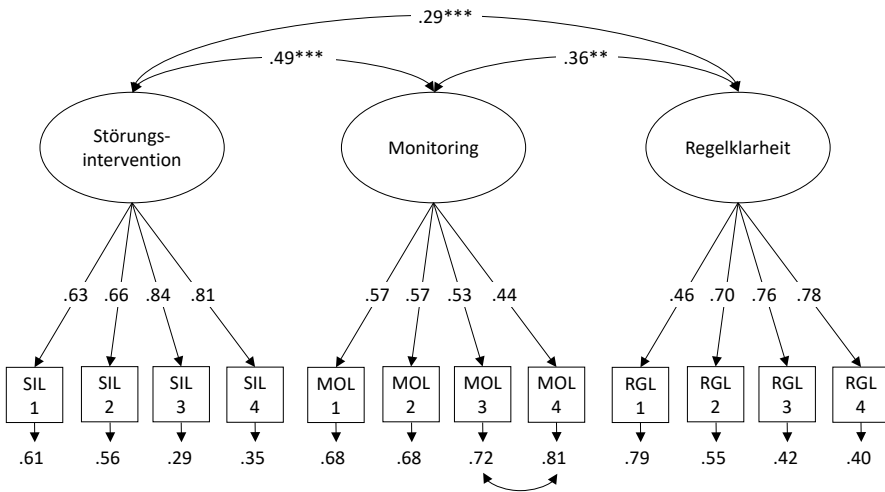 .29***
.49***
.36**
Störungs-
intervention
Monitoring
Regelklarheit
.63 .66 .84 .81
.57 .57 .53 .44
.46 .70 .76 .78
SIL
1
SIL
2
SIL
3
SIL
4
MOL
1
MOL
2
MOL
3
MOL
4
RGL
1
RGL
2
RGL
3
RGL
4
.61 .56 .29 .35
.68 .68 .72 .81
.79 .55 .42 .40